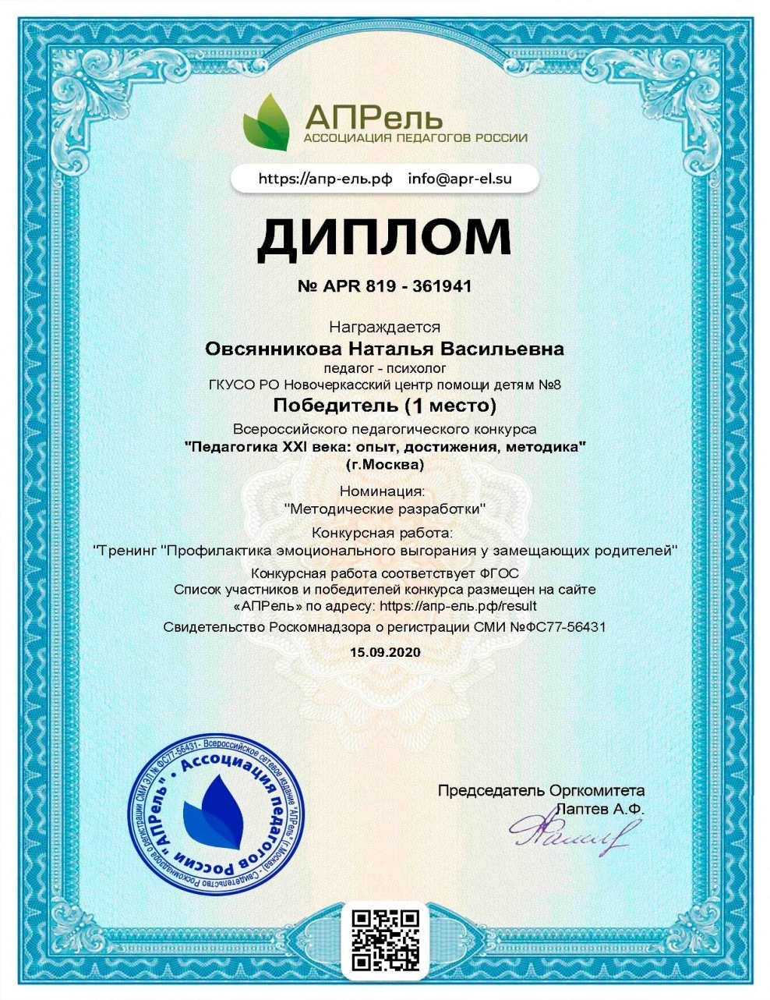 АПРель
АССОЦИАЦИЯ ПЕДАГОГОВ РОССИИ
https://апр-ель.рф info@apr-el.su
ДИПЛОМ
№ APR 819 - 361941
Награждается
Овсянникова Наталья Васильевна
педагог - психолог
ГКУСО РО Новочеркасский центр помощи детям №8
Победитель (1 место)
Всероссийского педагогического конкурса
"Педагогика XXI века: опыт, достижения, методика"
(г.Москва)
Номинация:
"Методические разработки"
Конкурсная работа:
"Тренинг "Профилактика эмоционального выгорания у замещающих родителей"
Конкурсная работа соответствует ФГОС
Список участников и победителей конкурса размещен на сайте
«АПРель» по адресу: https://апр-ель.рф/result
Свидетельство Роскомнадзора о регистрации СМИ №ФС77-56431
15.09.2020
Ассоциация педагогов России "АПРель" •
Всероссийское сетевое издание "АПРель" (г.Москва) - Свидетельство Роскомнадзора о регистрации СМИ ЭЛ № ФС77-56431-
Председатель Оргкомитета
Лаптев А.Ф.